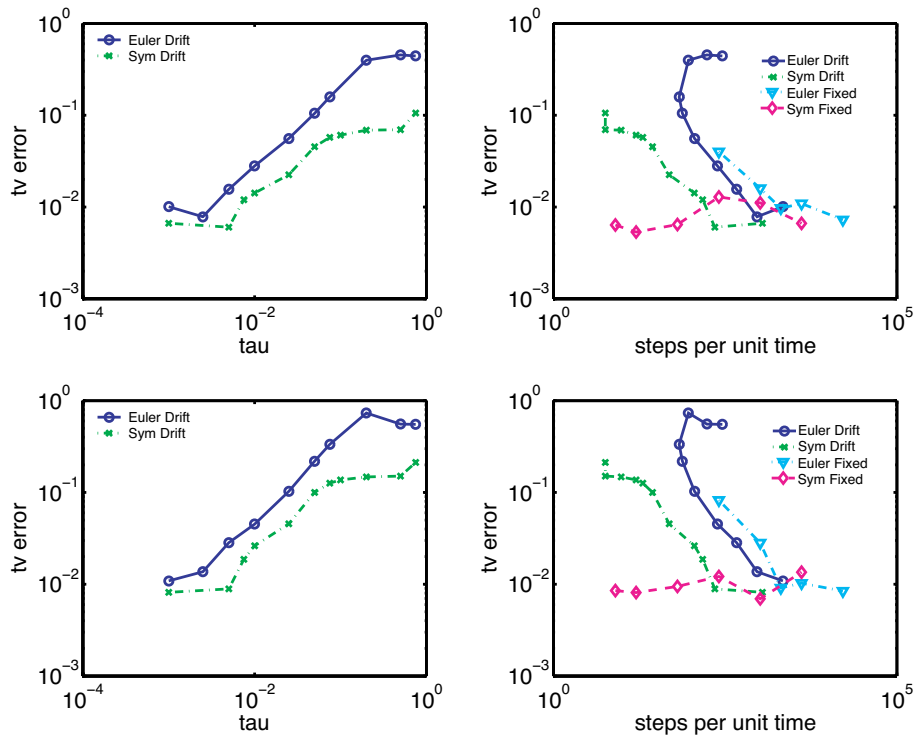 10^0
10^-1
10^-2
10^-3
tv error
Euler Drift
Sym Drift
10^-4
10^-2
10^0
tau
10^0
10^-1
10^-2
10^-3
tv error
Euler Drift
Sym Drift
Euler Fixed
Sym Fixed
10^0
10^5
steps per unit time
10^0
10^-1
10^-2
10^-3
tv error
Euler Drift
Sym Drift
10^-4
10^-2
10^0
tau
10^0
10^-1
10^-2
10^-3
tv error
Euler Drift
Sym Drift
Euler Fixed
Sym Fixed
10^0
10^5
steps per unit time